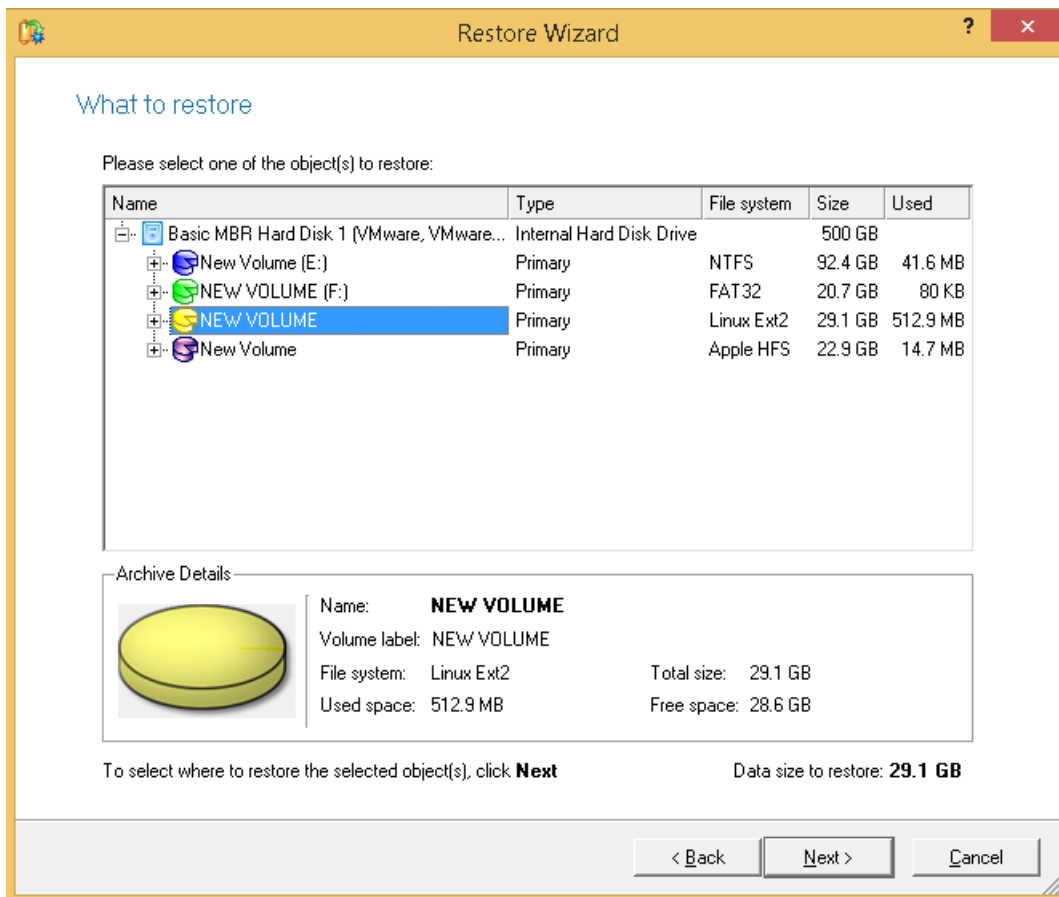 Restore Wizard
?
What to restore
Please select one of the object(s) to restore:
Name Type File system Size Used
Basic MBR Hard Disk 1 (VMware, VMware... Internal Hard Disk Drive 500 GB
New Volume (E:) Primary NTFS 92.4 GB 41.6 MB
NEW VOLUME (F:) Primary FAT32 20.7 GB 80 KB
NEW VOLUME Primary Linux Ext2 29.1 GB 512.9 MB
New Volume Primary Apple HFS 22.9 GB 14.7 MB
Archive Details
Name: NEW VOLUME
Volume label: NEW VOLUME
File system: Linux Ext2 Total size: 29.1 GB
Used space: 512.9 MB Free space: 28.6 GB
To select where to restore the selected object(s), click Next Data size to restore: 29.1 GB
< Back Next > Cancel